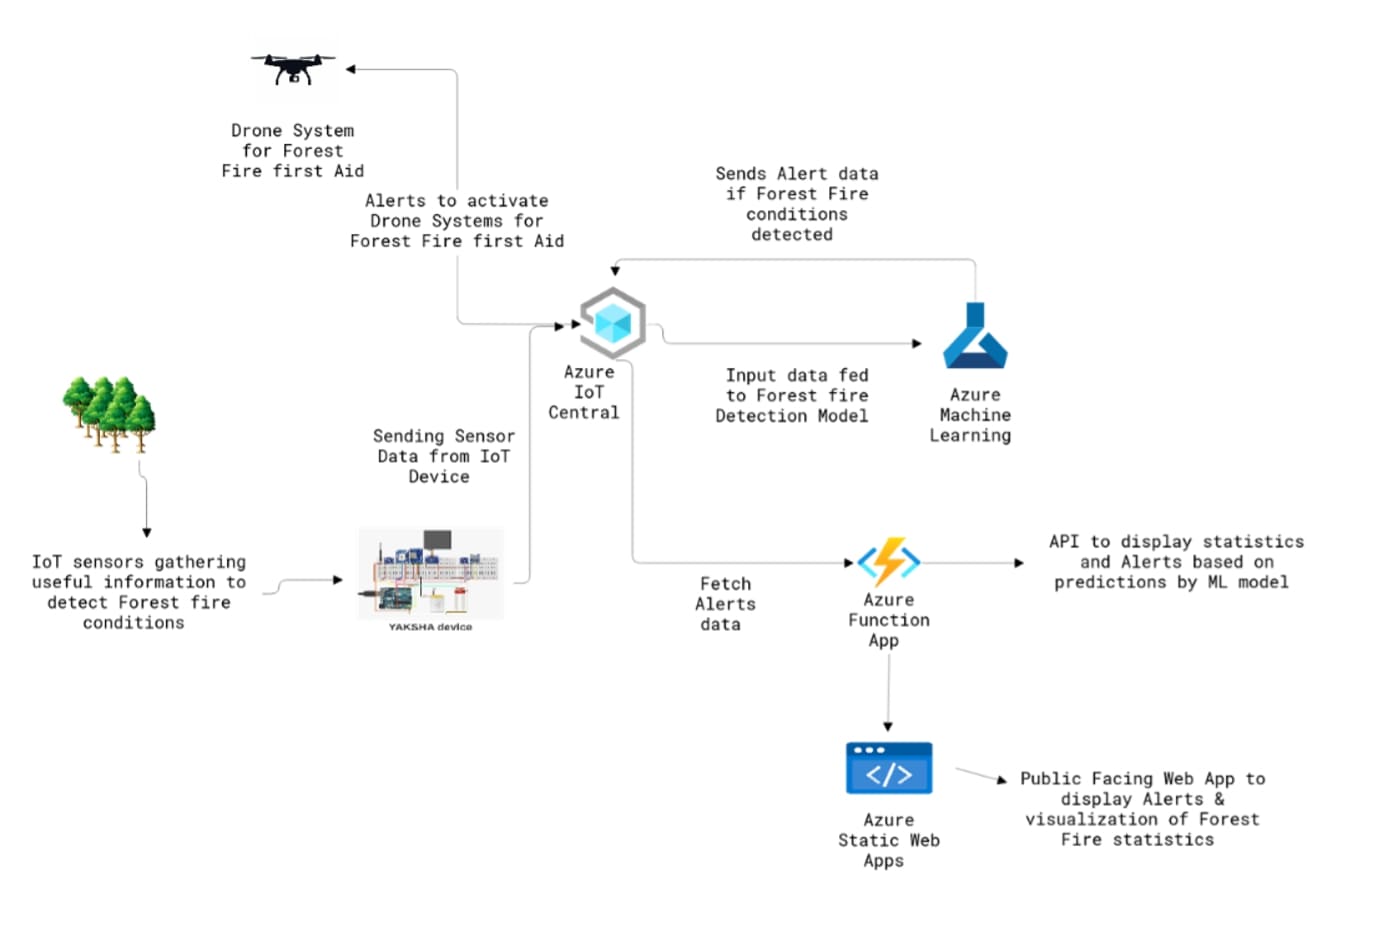 Drone System
for Forest
Fire first Aid
Alerts to activate
Drone Systems for
Forest Fire first Aid
Sends Alert data
if Forest Fire
conditions
detected
Azure
IoT
Central
Input data fed
to Forest fire
Detection Model
Azure
Machine
Learning
Sending Sensor
Data from IoT
Device
IoT sensors gathering
useful information to
detect Forest fire
conditions
YAKSHA device
Fetch
Alerts
data
Azure
Function
App
API to display statistics
and Alerts based on
predictions by ML model
</>
Azure
Static Web
Apps
Public Facing Web App to
display Alerts &
visualization of Forest
Fire statistics